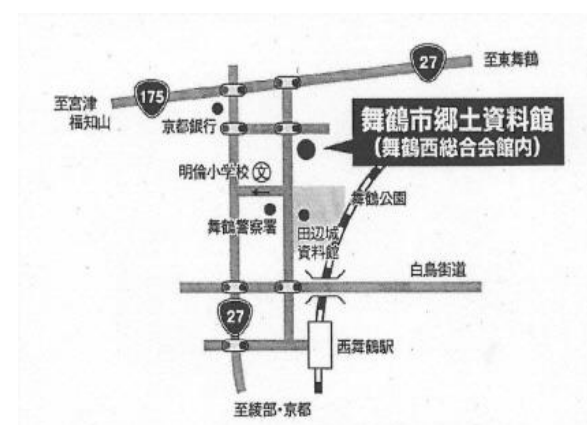 27
至東舞鶴
175
至宮津
福知山
京都銀行
舞鶴市郷土資料館
(舞鶴西総合会館内)
明倫小学校
文
舞鶴公園
舞鶴警察署
田辺城
資料館
白鳥街道
27
西舞鶴駅
至綾部・京都